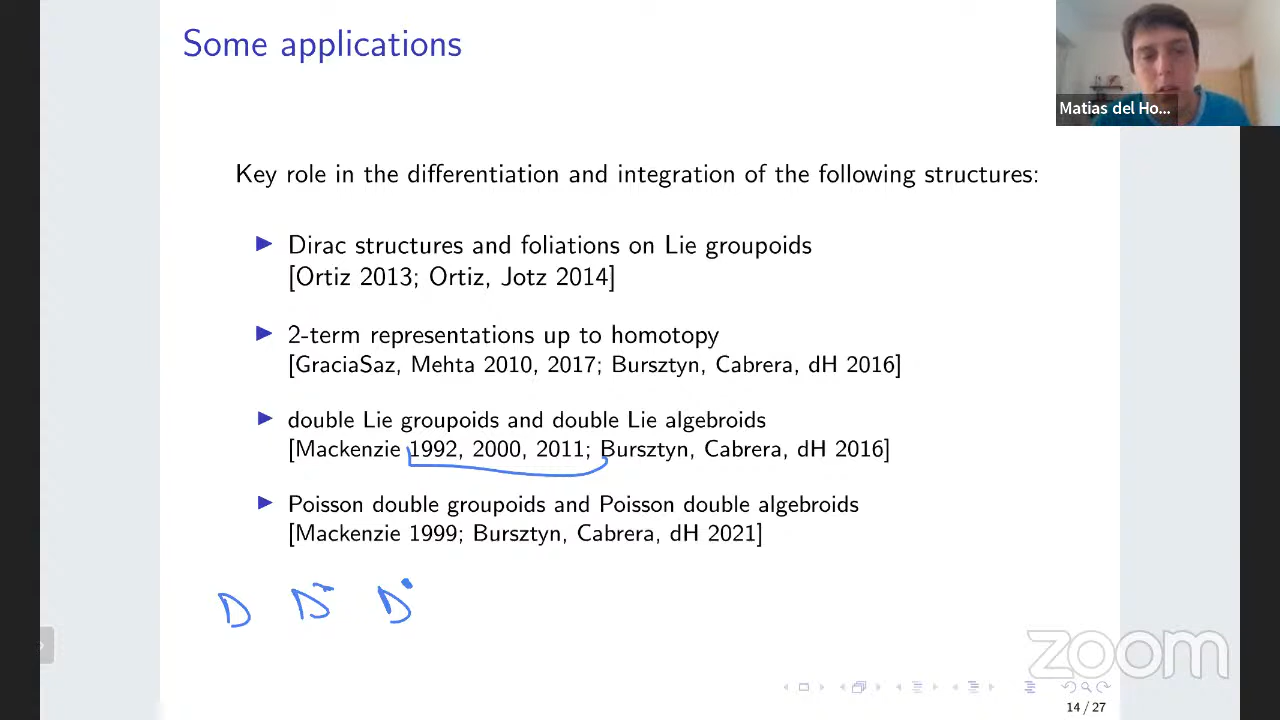 Some applications
Matias del Ho...
Key role in the differentiation and integration of the following structures:
▶ Dirac structures and foliations on Lie groupoids
[Ortiz 2013; Ortiz, Jotz 2014]
▶ 2-term representations up to homotopy
[GraciaSaz, Mehta 2010, 2017; Bursztyn, Cabrera, dH 2016]
▶ double Lie groupoids and double Lie algebroids
[Mackenzie 1992, 2000, 2011; Bursztyn, Cabrera, dH 2016]
▶ Poisson double groupoids and Poisson double algebroids
[Mackenzie 1999; Bursztyn, Cabrera, dH 2021]
D D D
zoom
14 / 27